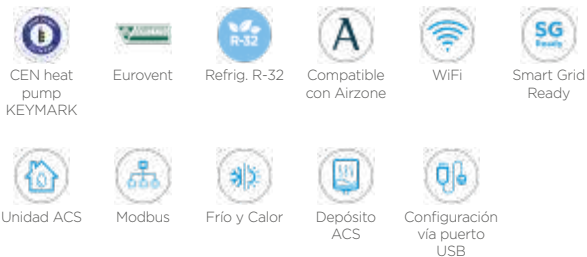 R-32
A
SG
Ready
CEN heat
pump
KEYMARK
Eurovent
Refrig. R-32
Compatible
con Airzone
WiFi
Smart Grid
Ready
Unidad ACS
Modbus
Frío y Calor
Depósito
ACS
Configuración
vía puerto
USB